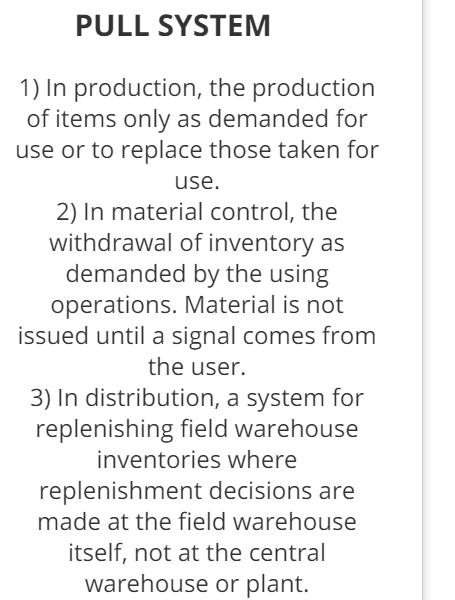 PULL SYSTEM
1) In production, the production
of items only as demanded for
use or to replace those taken for
use.
2) In material control, the
withdrawal of inventory as
demanded by the using
operations. Material is not
issued until a signal comes from
the user.
3) In distribution, a system for
replenishing field warehouse
inventories where
replenishment decisions are
made at the field warehouse
itself, not at the central
warehouse or plant.